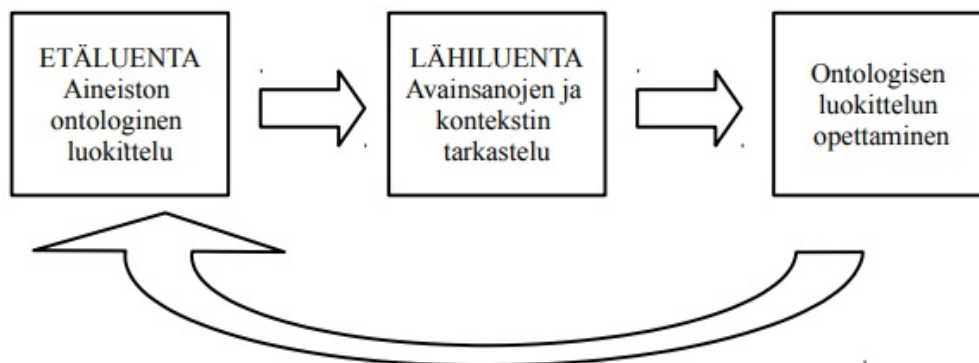 ETÄLUENTA
Aineiston
ontologinen
luokittelu
LÄHILUENTA
Avainsanojen ja
kontekstin
tarkastelu
Ontologisen
luokittelun
opettaminen